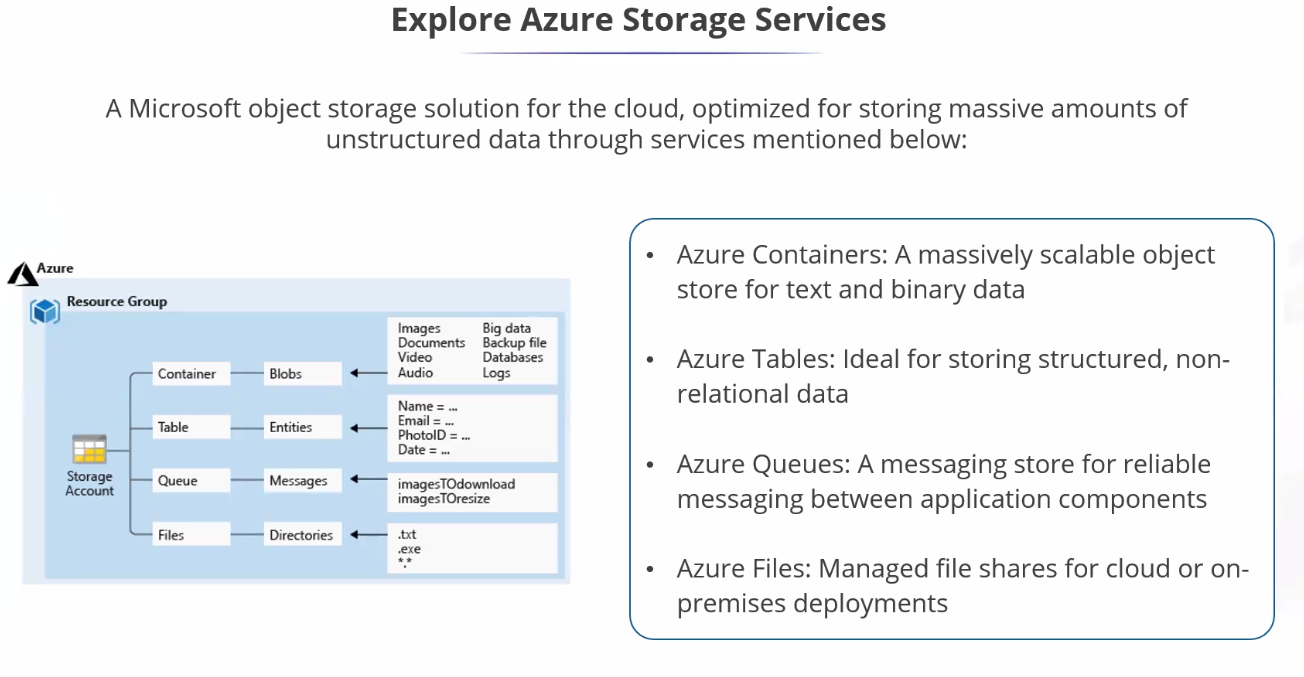 Explore Azure Storage Services
A Microsoft object storage solution for the cloud, optimized for storing massive amounts of
unstructured data through services mentioned below:
Azure
Resource Group
Storage
Account
Container
Blobs
Images Big data
Documents Backup file
Video Databases
Audio Logs
Table
Entities
Name = ...
Email = ...
PhotoID = ...
Date = ...
Queue
Messages
imagesTOdownload
imagesTOresize
Files
Directories
.txt
.exe
*.*
• Azure Containers: A massively scalable object
store for text and binary data
• Azure Tables: Ideal for storing structured, non-
relational data
• Azure Queues: A messaging store for reliable
messaging between application components
• Azure Files: Managed file shares for cloud or on-
premises deployments